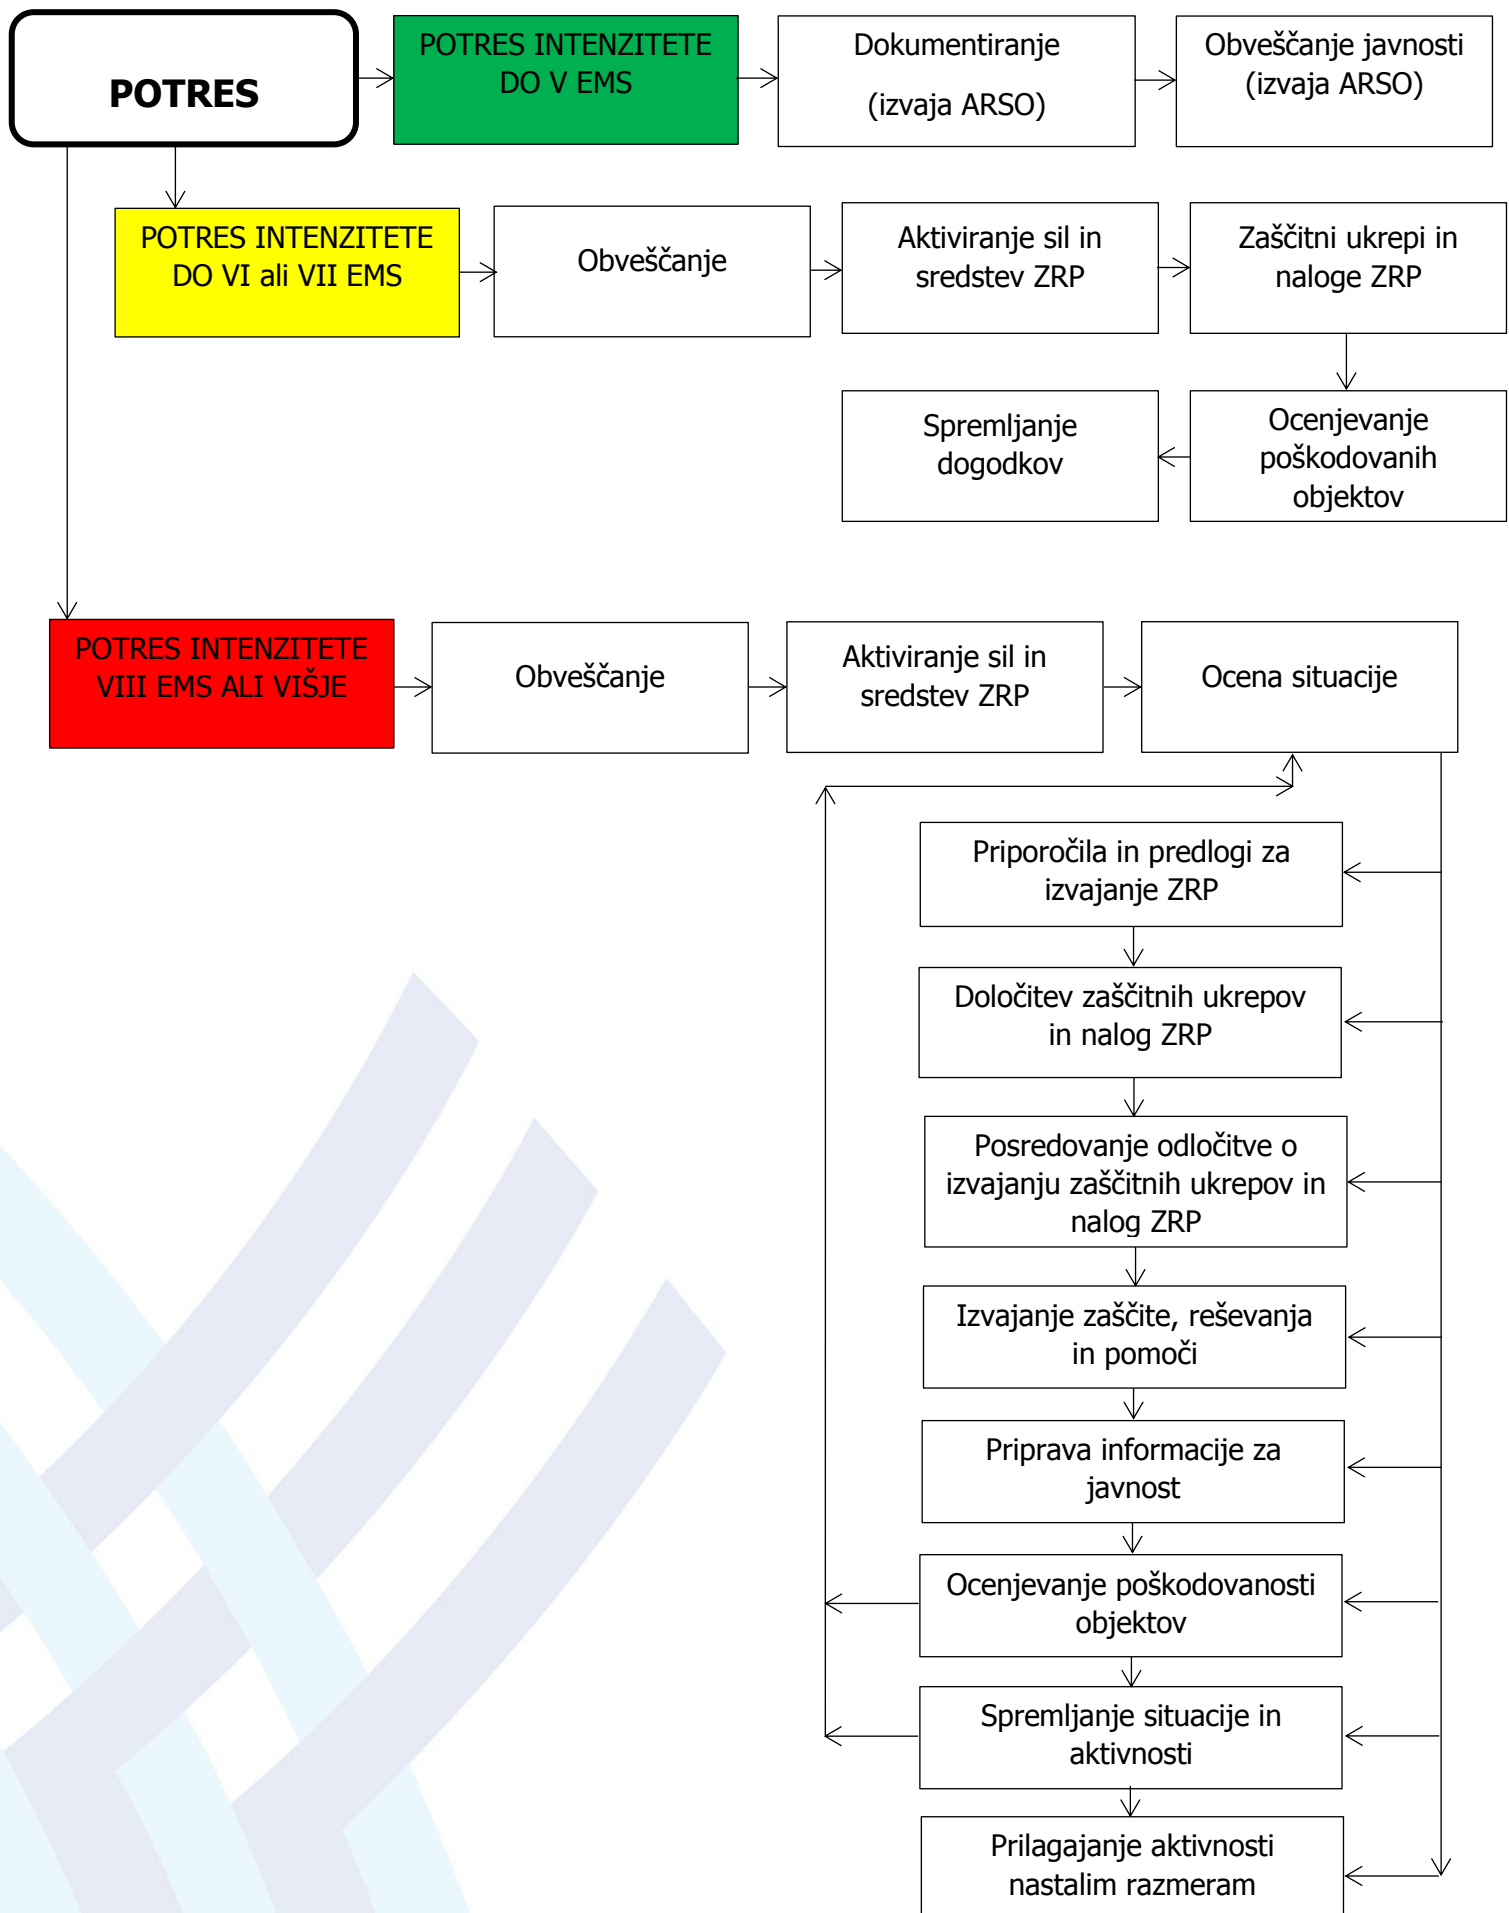 POTRES
POTRES INTENZITETE
DO V EMS
Dokumentiranje
(izvaja ARSO)
Obveščanje javnosti
(izvaja ARSO)
POTRES INTENZITETE
DO VI ali VII EMS
Obveščanje
Aktiviranje sil in
sredstev ZRP
Zaščitni ukrepi in
naloge ZRP
Ocenjevanje
poškodovanih
objektov
Spremljanje
dogodkov
POTRES INTENZITETE
VIII EMS ALI VIŠJE
Obveščanje
Aktiviranje sil in
sredstev ZRP
Ocena situacije
Priporočila in predlogi za
izvajanje ZRP
Določitev zaščitnih ukrepov
in nalog ZRP
Posredovanje odločitve o
izvajanju zaščitnih ukrepov in
nalog ZRP
Izvajanje zaščite, reševanja
in pomoči
Priprava informacije za
javnost
Ocenjevanje poškodovanosti
objektov
Spremljanje situacije in
aktivnosti
Prilagajanje aktivnosti
nastalim razmeram